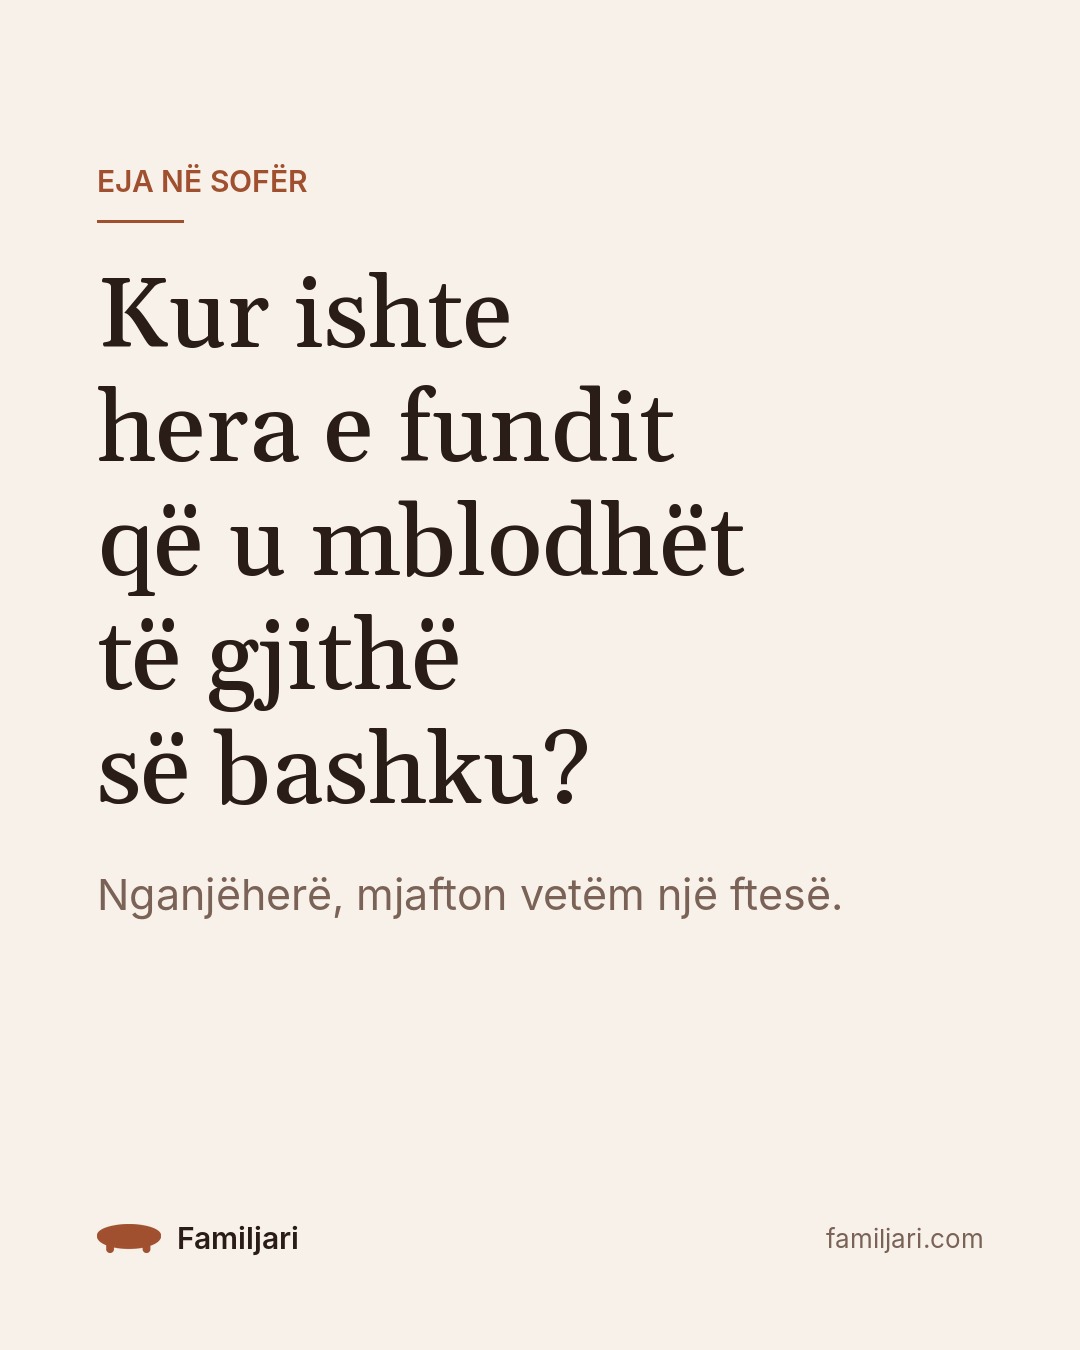 EJA NË SOFËR
Kur ishte
hera e fundit
që u mblodhët
të gjithë
së bashku?
Nganjëherë, mjafton vetëm një ftesë.
Familjari
familjari.com